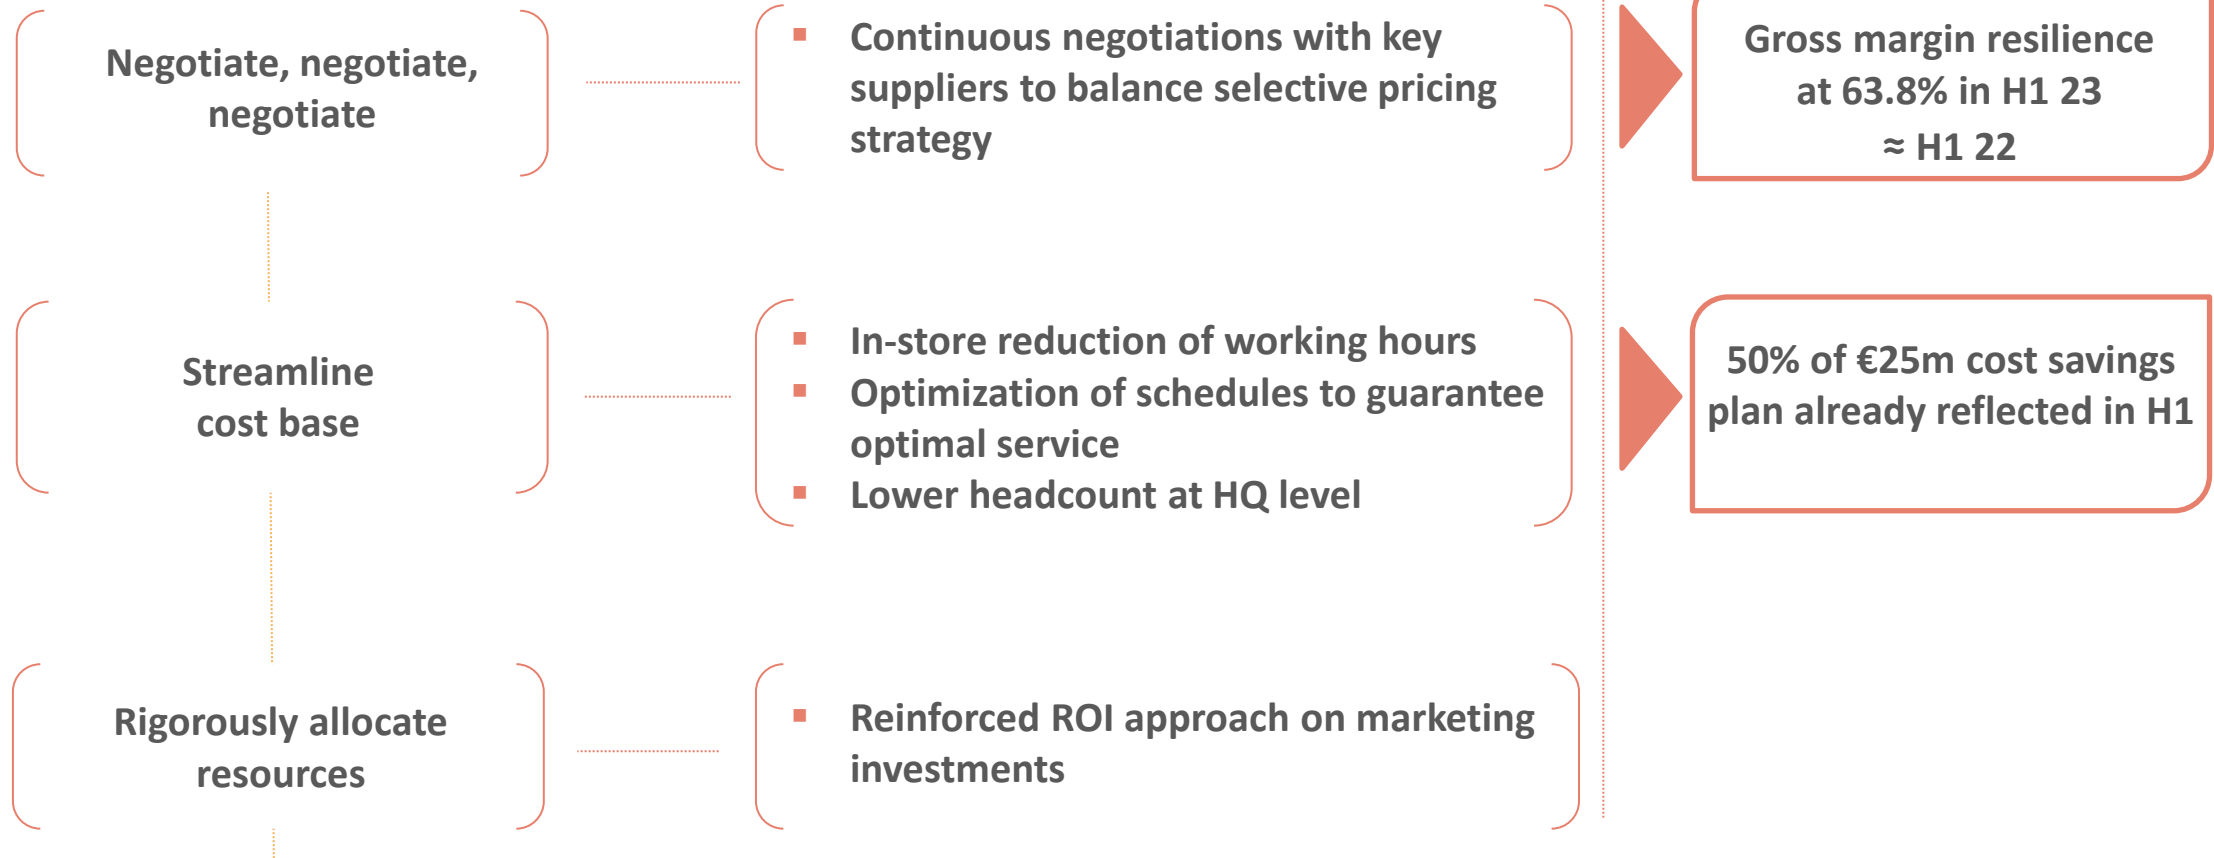 Negotiate, negotiate,
negotiate
▪ Continuous negotiations with key
suppliers to balance selective pricing
strategy
Gross margin resilience
at 63.8% in H1 23
≈ H1 22
Streamline
cost base
▪ In-store reduction of working hours
▪ Optimization of schedules to guarantee
optimal service
▪ Lower headcount at HQ level
50% of €25m cost savings
plan already reflected in H1
Rigorously allocate
resources
▪ Reinforced ROI approach on marketing
investments